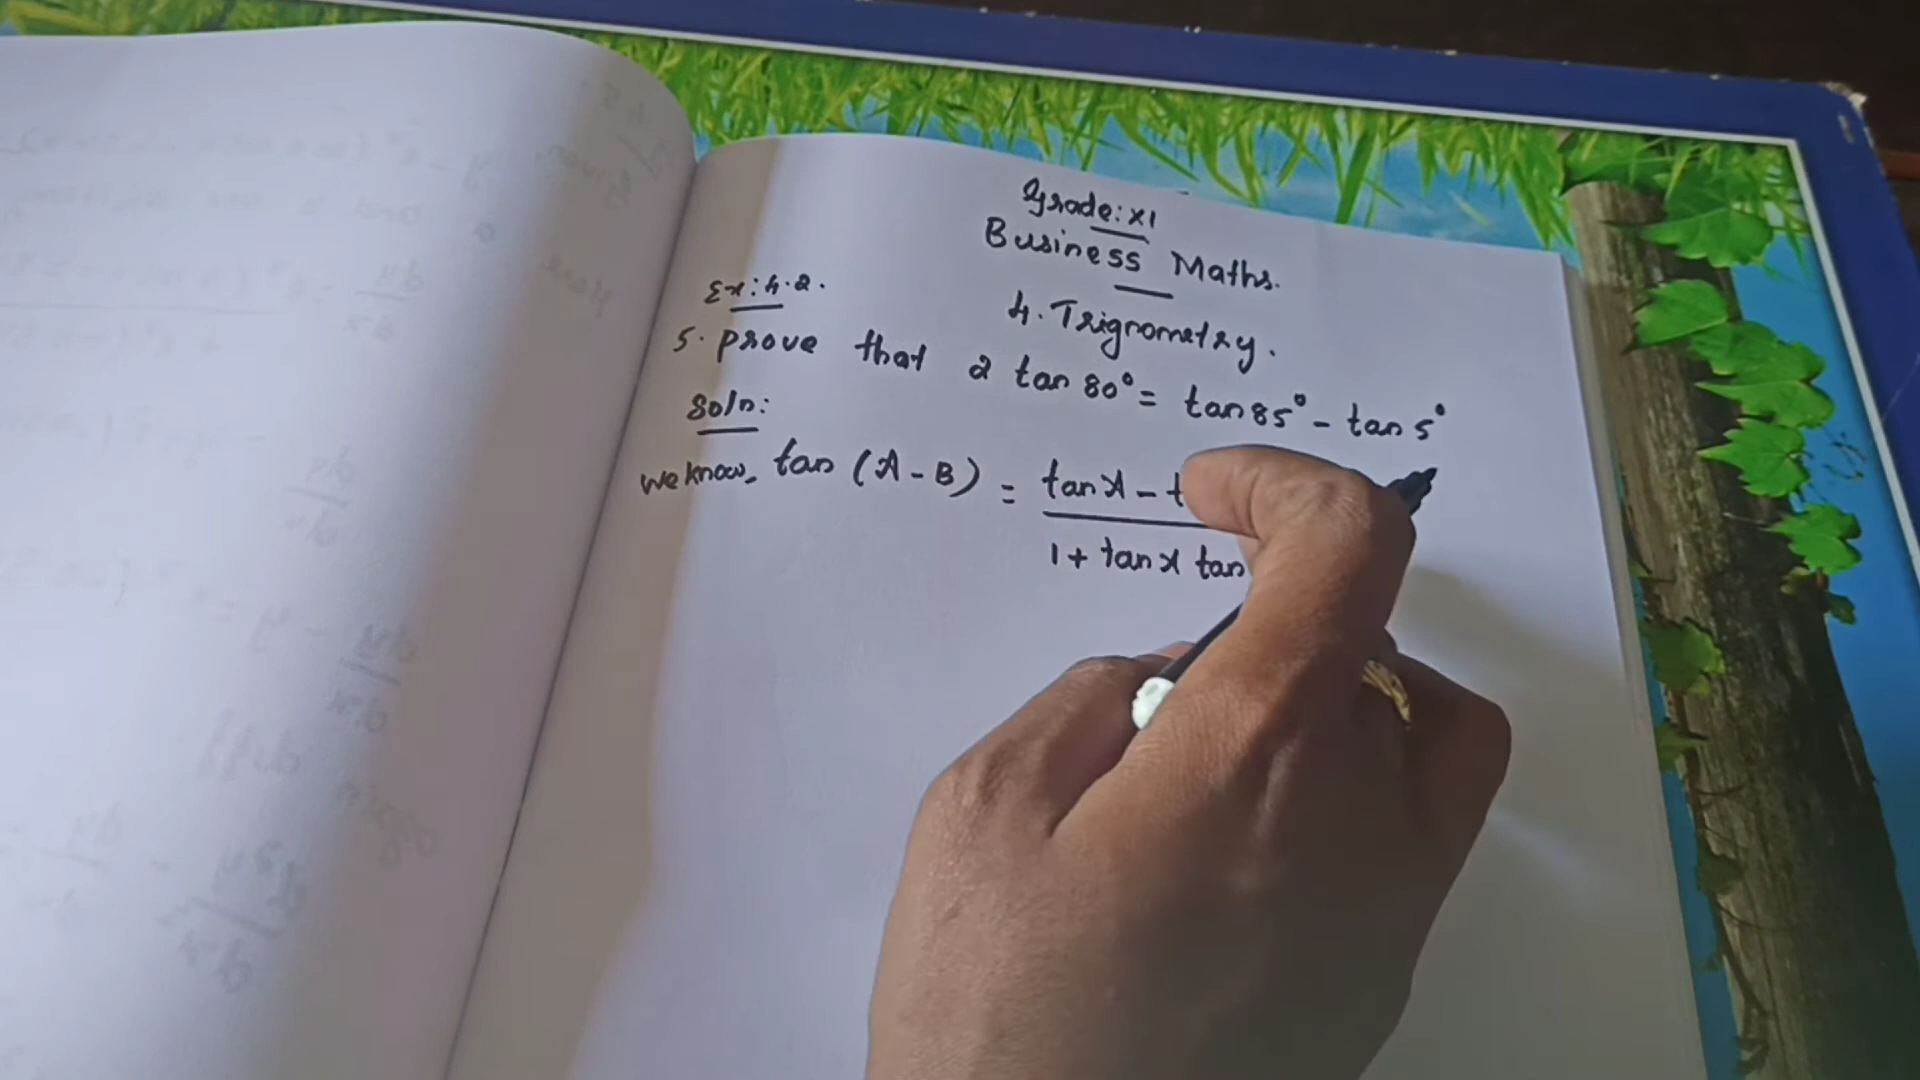 Grade: XI
Business Maths.
Ex: 4.2.
4. Trignometry.
5. prove that 2 tan 80° = tan 85° - tan 5°
Soln:
We know, tan (A - B) = tan A - t
1 + tan A tan